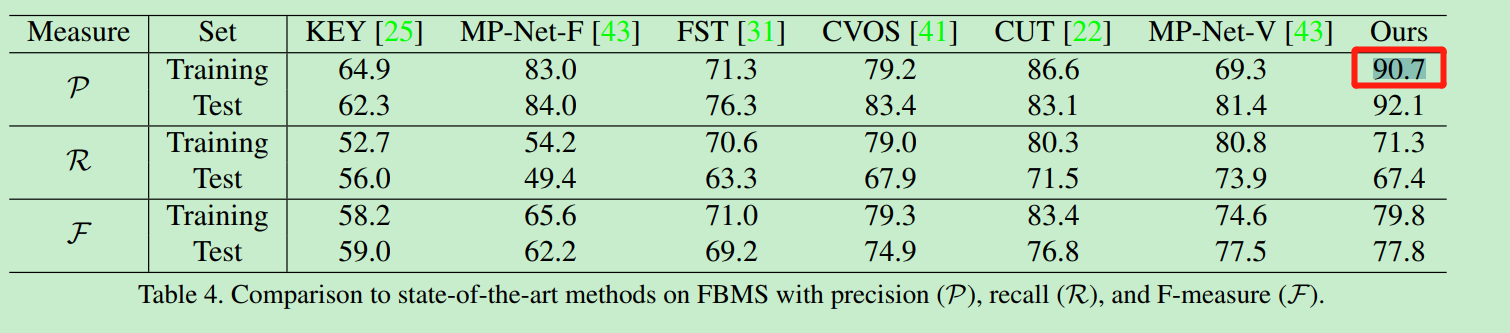 Measure Set KEY [25] MP-Net-F [43] FST [31] CVOS [41] CUT [22] MP-Net-V [43] Ours
P Training 64.9 83.0 71.3 79.2 86.6 69.3 90.7
Test 62.3 84.0 76.3 83.4 83.1 81.4 92.1
R Training 52.7 54.2 70.6 79.0 80.3 80.8 71.3
Test 56.0 49.4 63.3 67.9 71.5 73.9 67.4
F Training 58.2 65.6 71.0 79.3 83.4 74.6 79.8
Test 59.0 62.2 69.2 74.9 76.8 77.5 77.8
Table 4. Comparison to state-of-the-art methods on FBMS with precision (P), recall (R), and F-measure (F).